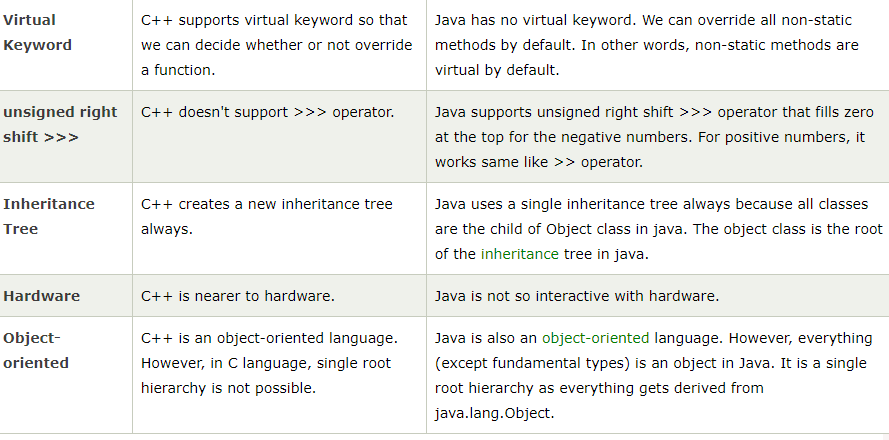 Virtual
Keyword
C++ supports virtual keyword so that
we can decide whether or not override
a function.
Java has no virtual keyword. We can override all non-static
methods by default. In other words, non-static methods are
virtual by default.
unsigned right
shift >>>
C++ doesn't support >>> operator.
Java supports unsigned right shift >>> operator that fills zero
at the top for the negative numbers. For positive numbers, it
works same like >> operator.
Inheritance
Tree
C++ creates a new inheritance tree
always.
Java uses a single inheritance tree always because all classes
are the child of Object class in java. The object class is the root
of the inheritance tree in java.
Hardware
C++ is nearer to hardware.
Java is not so interactive with hardware.
Object-
oriented
C++ is an object-oriented language.
However, in C language, single root
hierarchy is not possible.
Java is also an object-oriented language. However, everything
(except fundamental types) is an object in Java. It is a single
root hierarchy as everything gets derived from
java.lang.Object.